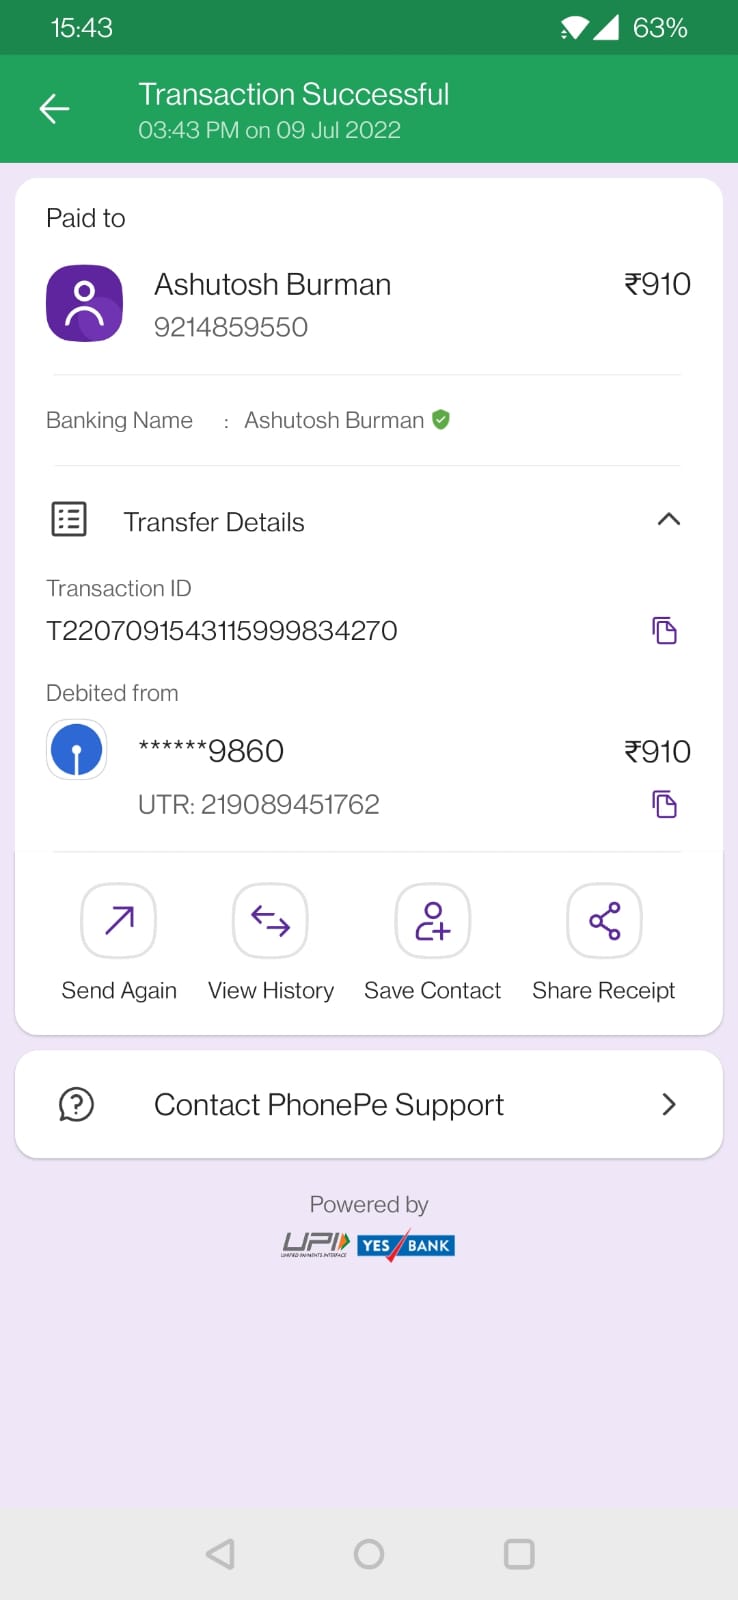 15:43
63%
Transaction Successful
03:43 PM on 09 Jul 2022
Paid to
Ashutosh Burman ₹910
9214859550
Banking Name : Ashutosh Burman
Transfer Details
Transaction ID
T2207091543115999834270
Debited from
******9860 ₹910
UTR: 219089451762
Send Again View History Save Contact Share Receipt
Contact PhonePe Support
Powered by
UPI YES BANK
UNIFIED PAYMENTS INTERFACE